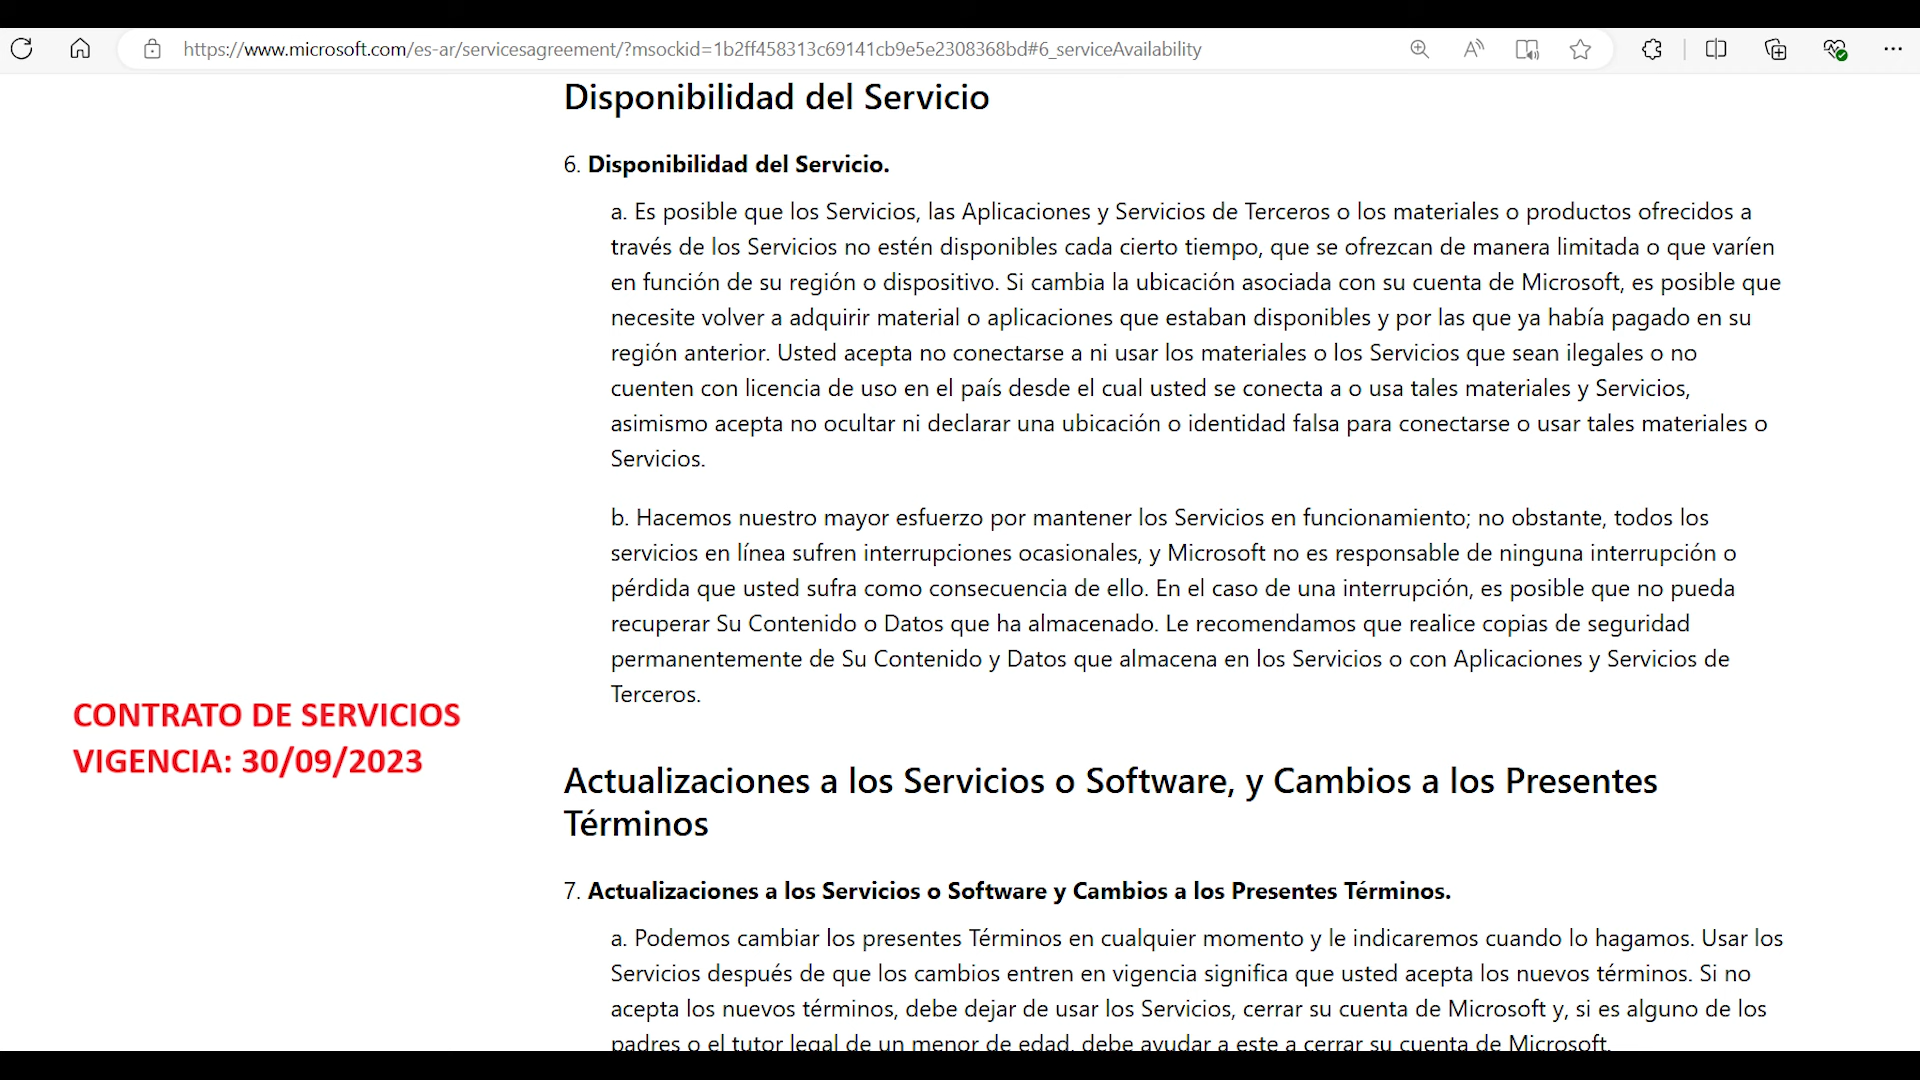 https://www.microsoft.com/es-ar/servicesagreement/?msockid=1b2ff458313c69141cb9e5e2308368bd#6_serviceAvailability
Disponibilidad del Servicio
6. Disponibilidad del Servicio.
a. Es posible que los Servicios, las Aplicaciones y Servicios de Terceros o los materiales o productos ofrecidos a
través de los Servicios no estén disponibles cada cierto tiempo, que se ofrezcan de manera limitada o que varíen
en función de su región o dispositivo. Si cambia la ubicación asociada con su cuenta de Microsoft, es posible que
necesite volver a adquirir material o aplicaciones que estaban disponibles y por las que ya había pagado en su
región anterior. Usted acepta no conectarse a ni usar los materiales o los Servicios que sean ilegales o no
cuenten con licencia de uso en el país desde el cual usted se conecta a o usa tales materiales y Servicios,
asimismo acepta no ocultar ni declarar una ubicación o identidad falsa para conectarse o usar tales materiales o
Servicios.
b. Hacemos nuestro mayor esfuerzo por mantener los Servicios en funcionamiento; no obstante, todos los
servicios en línea sufren interrupciones ocasionales, y Microsoft no es responsable de ninguna interrupción o
pérdida que usted sufra como consecuencia de ello. En el caso de una interrupción, es posible que no pueda
recuperar Su Contenido o Datos que ha almacenado. Le recomendamos que realice copias de seguridad
permanentemente de Su Contenido y Datos que almacena en los Servicios o con Aplicaciones y Servicios de
Terceros.
CONTRATO DE SERVICIOS
VIGENCIA: 30/09/2023
Actualizaciones a los Servicios o Software, y Cambios a los Presentes
Términos
7. Actualizaciones a los Servicios o Software y Cambios a los Presentes Términos.
a. Podemos cambiar los presentes Términos en cualquier momento y le indicaremos cuando lo hagamos. Usar los
Servicios después de que los cambios entren en vigencia significa que usted acepta los nuevos términos. Si no
acepta los nuevos términos, debe dejar de usar los Servicios, cerrar su cuenta de Microsoft y, si es alguno de los
padres o el tutor legal de un menor de edad, debe ayudar a este a cerrar su cuenta de Microsoft.